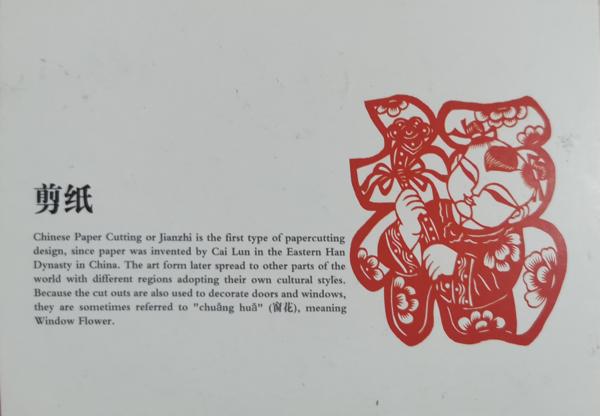 剪纸
Chinese Paper Cutting or Jianzhi is the first type of papercutting
design, since paper was invented by Cai Lun in the Eastern Han
Dynasty in China. The art form later spread to other parts of the
world with different regions adopting their own cultural styles.
Because the cut outs are also used to decorate doors and windows,
they are sometimes referred to "chuāng huā" (窗花), meaning
Window Flower.